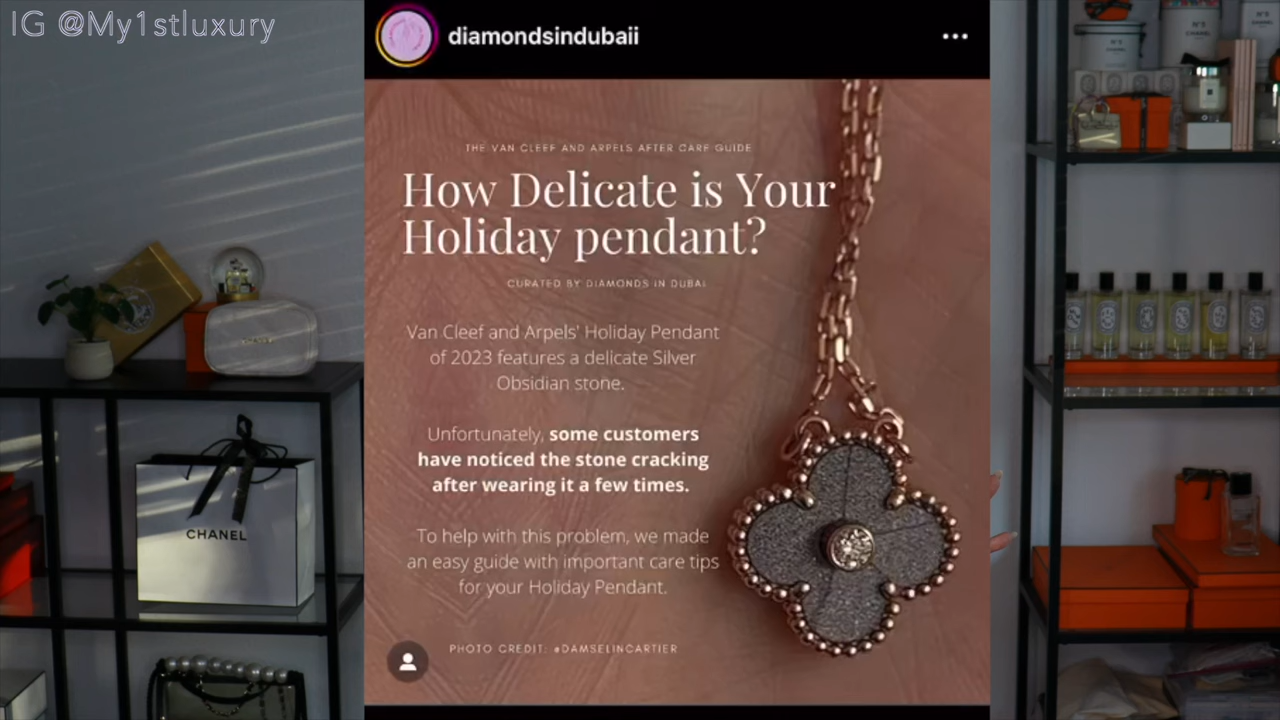 IG @My1stluxury
diamondsindubaii
THE VAN CLEEF AND ARPELS AFTER CARE GUIDE
How Delicate is Your
Holiday pendant?
CURATED BY DIAMONDS IN DUBAI
Van Cleef and Arpels' Holiday Pendant
of 2023 features a delicate Silver
Obsidian stone.
Unfortunately, some customers
have noticed the stone cracking
after wearing it a few times.
To help with this problem, we made
an easy guide with important care tips
for your Holiday Pendant.
PHOTO CREDIT: @DAMSELINCARTIER
CHANEL